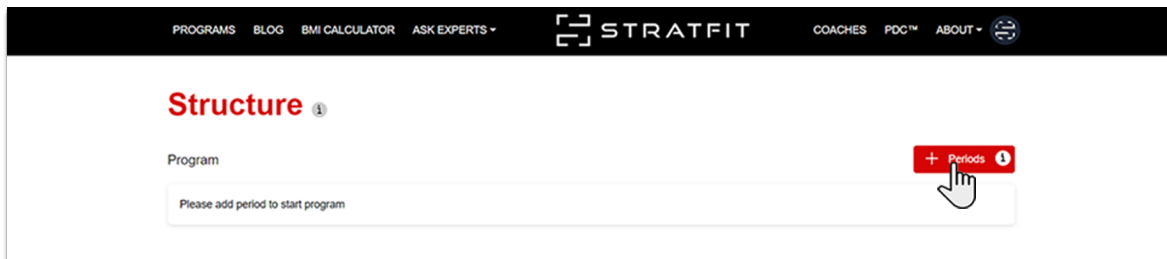 PROGRAMS BLOG BMI CALCULATOR ASK EXPERTS STRATFIT COACHES PDC™ ABOUT
Structure i
Program
+ Periods i
Please add period to start program